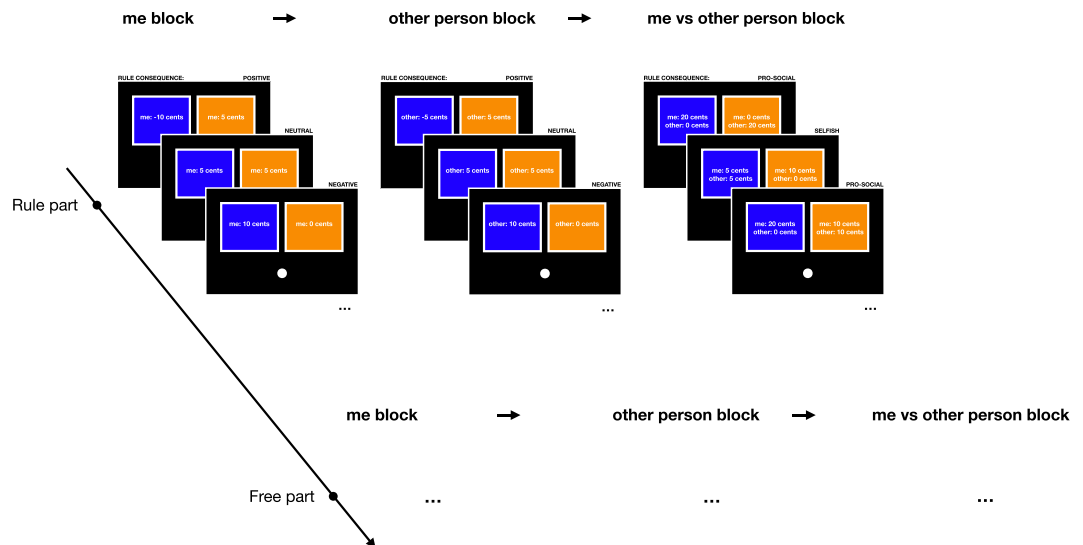 me block → other person block → me vs other person block
RULE CONSEQUENCE: POSITIVE
me: -10 cents
me: 5 cents
NEUTRAL
me: 5 cents
me: 5 cents
NEGATIVE
me: 10 cents
me: 0 cents
...
RULE CONSEQUENCE: POSITIVE
other: -5 cents
other: 5 cents
NEUTRAL
other: 5 cents
other: 5 cents
NEGATIVE
other: 10 cents
other: 0 cents
...
RULE CONSEQUENCE: PRO-SOCIAL
me: 20 cents
other: 0 cents
me: 0 cents
other: 20 cents
SELFISH
me: 5 cents
other: 5 cents
me: 10 cents
other: 0 cents
PRO-SOCIAL
me: 20 cents
other: 0 cents
me: 10 cents
other: 10 cents
...
Rule part
me block → other person block → me vs other person block
Free part
... ... ...